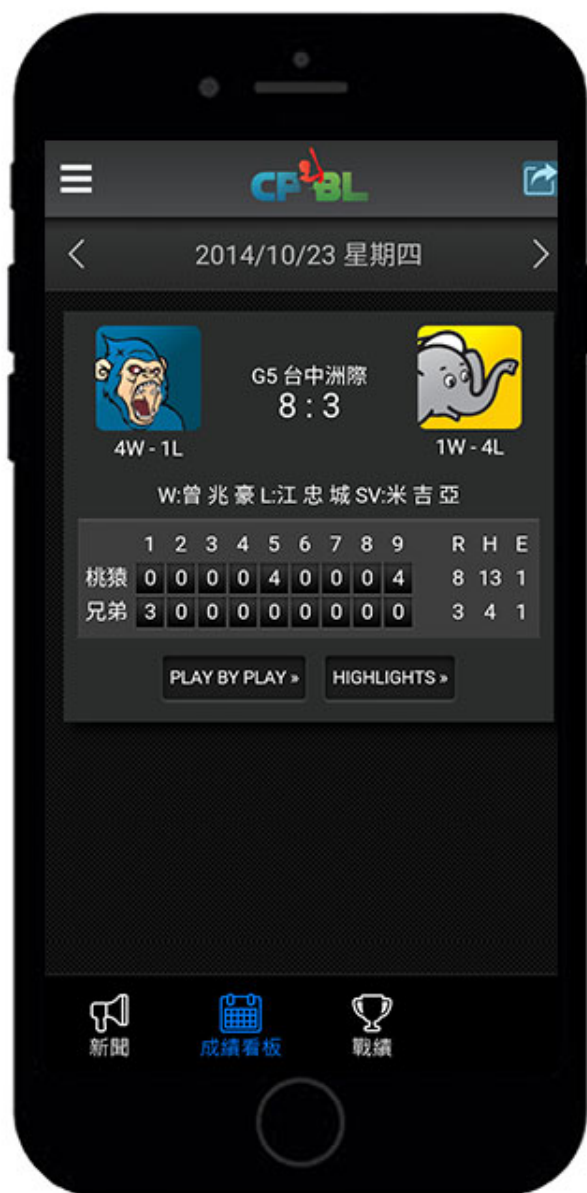 CPBL
2014/10/23 星期四
G5 台中洲際
8 : 3
4W - 1L
1W - 4L
W:曾 兆 豪 L:江 忠 城 SV:米 吉 亞
1 2 3 4 5 6 7 8 9 R H E
桃猿 0 0 0 0 4 0 0 0 4 8 13 1
兄弟 3 0 0 0 0 0 0 0 0 3 4 1
PLAY BY PLAY » HIGHLIGHTS »
新聞 成績看板 戰績